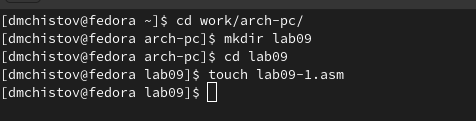 [dmchistov@fedora ~]$ cd work/arch-pc/
[dmchistov@fedora arch-pc]$ mkdir lab09
[dmchistov@fedora arch-pc]$ cd lab09
[dmchistov@fedora lab09]$ touch lab09-1.asm
[dmchistov@fedora lab09]$